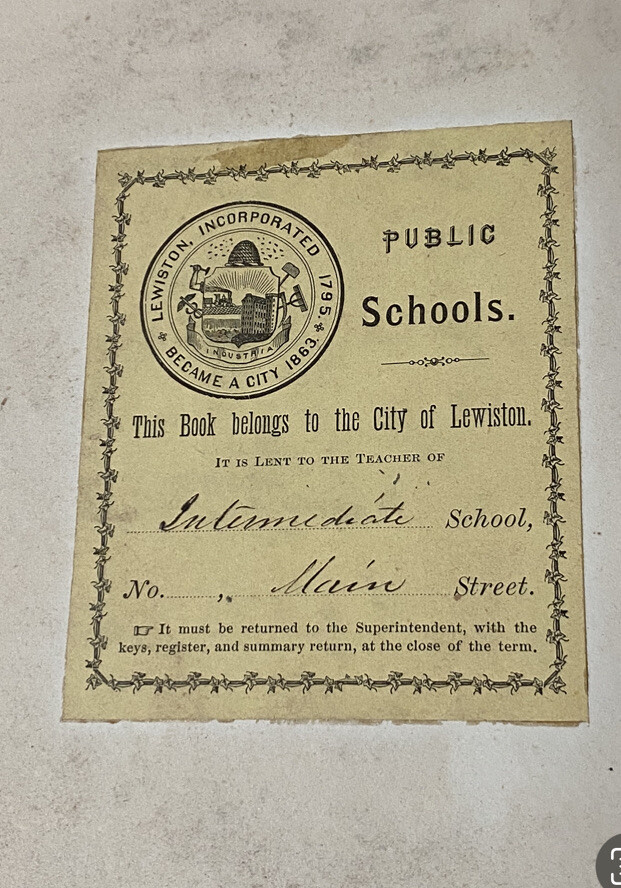 LEWISTON, INCORPORATED 1795.
BECAME A CITY 1863.
INDUSTRIA
PUBLIC
Schools.
This Book belongs to the City of Lewiston.
It is Lent to the Teacher of
Intermediate School,
No. , Main Street.
☞ It must be returned to the Superintendent, with the
keys, register, and summary return, at the close of the term.